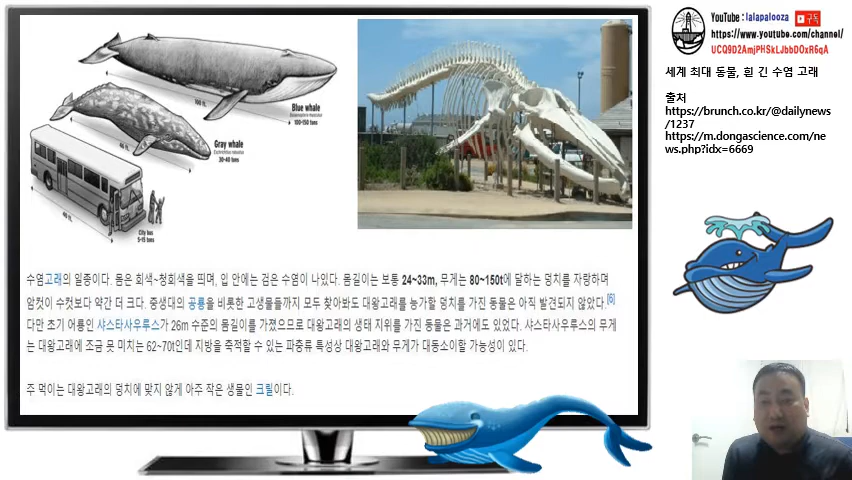 YouTube : lalapalooza 구독
https://www.youtube.com/channel/
UCQ9D2AmjPHSkLJbbDOxR6qA
세계 최대 동물, 흰 긴 수염 고래
출처
https://brunch.co.kr/@dailynews
/1237
https://m.dongascience.com/ne
ws.php?idx=6669
100 ft.
Blue whale
100-150 tons
Gray whale
30-40 tons
40 ft.
City bus
5-15 tons
수염고래의 일종이다. 몸은 회색~청회색을 띄며, 입 안에는 검은 수염이 나있다. 몸길이는 보통 24~33m, 무게는 80~150t에 달하는 덩치를 자랑하며
암컷이 수컷보다 약간 더 크다. 중생대의 공룡을 비롯한 고생물들까지 모두 찾아봐도 대왕고래를 능가할 덩치를 가진 동물은 아직 발견되지 않았다.[6]
다만 초기 어룡인 샤스타사우루스가 26m 수준의 몸길이를 가졌으므로 대왕고래의 생태 지위를 가진 동물은 과거에도 있었다. 샤스타사우루스의 무게
는 대왕고래에 조금 못 미치는 62~70t인데 지방을 축적할 수 있는 파충류 특성상 대왕고래와 무게가 대동소이할 가능성이 있다.
주 먹이는 대왕고래의 덩치에 맞지 않게 아주 작은 생물인 크릴이다.